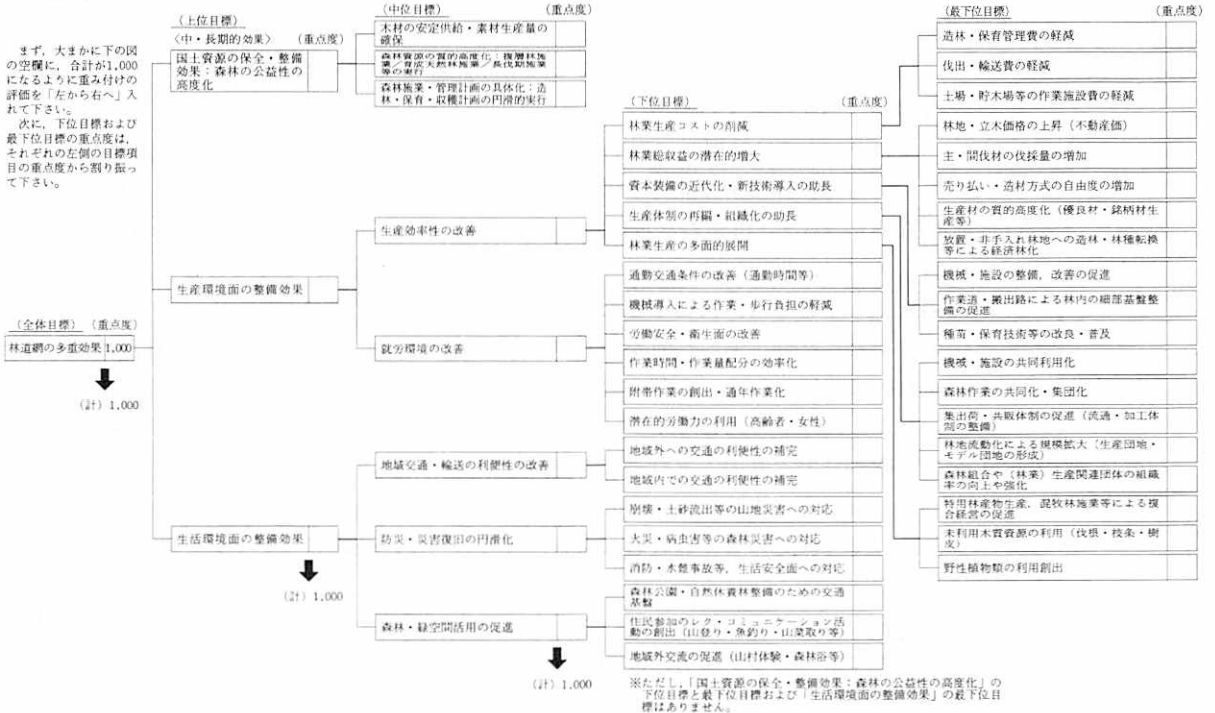 まず，大まかに下の図
の空欄に，合計が1.000
になるように重み付けの
評価を「左から右へ」入
れて下さい。
次に，下位目標および
最下位目標の重点度は，
それぞれの左側の目標項
目の重点度から割り振っ
て下さい。
（全体目標）（重点度）
林道網の多重効果 1.000
（計）1.000
（上位目標）
〈中・長期的効果〉（重点度）
国土資源の保全・整備
効果：森林の公益性の
高度化
生産環境面の整備効果
生活環境面の整備効果
（計）1.000
（中位目標）（重点度）
木材の安定供給・素材生産量の
確保
森林資源の質的高度化：複層林施
業／育成天然林施業／長伐期施業
等の実行
森林施業・管理計画の具体化：造
林・保育・収穫計画の円滑的実行
生産効率性の改善
就労環境の改善
地域交通・輸送の利便性の改善
防災・災害復旧の円滑化
森林・緑空間活用の促進
（計）1.000
（下位目標）（重点度）
林業生産コストの削減
林業総収益の潜在的増大
資本装備の近代化・新技術導入の助長
生産体制の再編・組織化の助長
林業生産の多面的展開
通勤交通条件の改善（通勤時間等）
機械導入による作業・歩行負担の軽減
労働安全・衛生面の改善
作業時間・作業量配分の効率化
附帯作業の創出・通年作業化
潜在的労働力の利用（高齢者・女性）
地域外への交通の利便性の補完
地域内での交通の利便性の補完
崩壊・土砂流出等の山地災害への対応
火災・病虫害等の森林災害への対応
消防・水難事故等，生活安全面への対応
森林公園・自然休養林整備のための交通
基盤
住民参加のレク・コミュニケーション活
動の創出（山登り・魚釣り・山菜取り等）
地域外交流の促進（山村体験・森林浴等）
（最下位目標）（重点度）
造林・保育管理費の軽減
伐出・輸送費の軽減
土場・貯木場等の作業施設費の軽減
林地・立木価格の上昇（不動産価）
主・間伐材の伐採量の増加
売り払い・造材方式の自由度の増加
生産材の質的高度化（優良材・銘柄材生
産等）
放置・非手入れ林地への造林・林種転換
等による経済林化
機械・施設の整備，改善の促進
作業道・搬出路による林内の細部基盤整
備の促進
種苗・保育技術等の改良・普及
機械・施設の共同利用化
森林作業の共同化・集団化
集出荷・共販体制の促進（流通・加工体
制の整備）
林地流動化による規模拡大（生産団地・
モデル団地の形成）
森林組合や（林業）生産関連団体の組織
率の向上や強化
特用林産物生産，混牧林施業等による複
合経営の促進
未利用木質資源の利用（伐根・枝条・樹
皮）
野性植物類の利用創出
※ただし，「国土資源の保全・整備効果：森林の公益性の高度化」の
下位目標と最下位目標および「生活環境面の整備効果」の最下位目
標はありません。